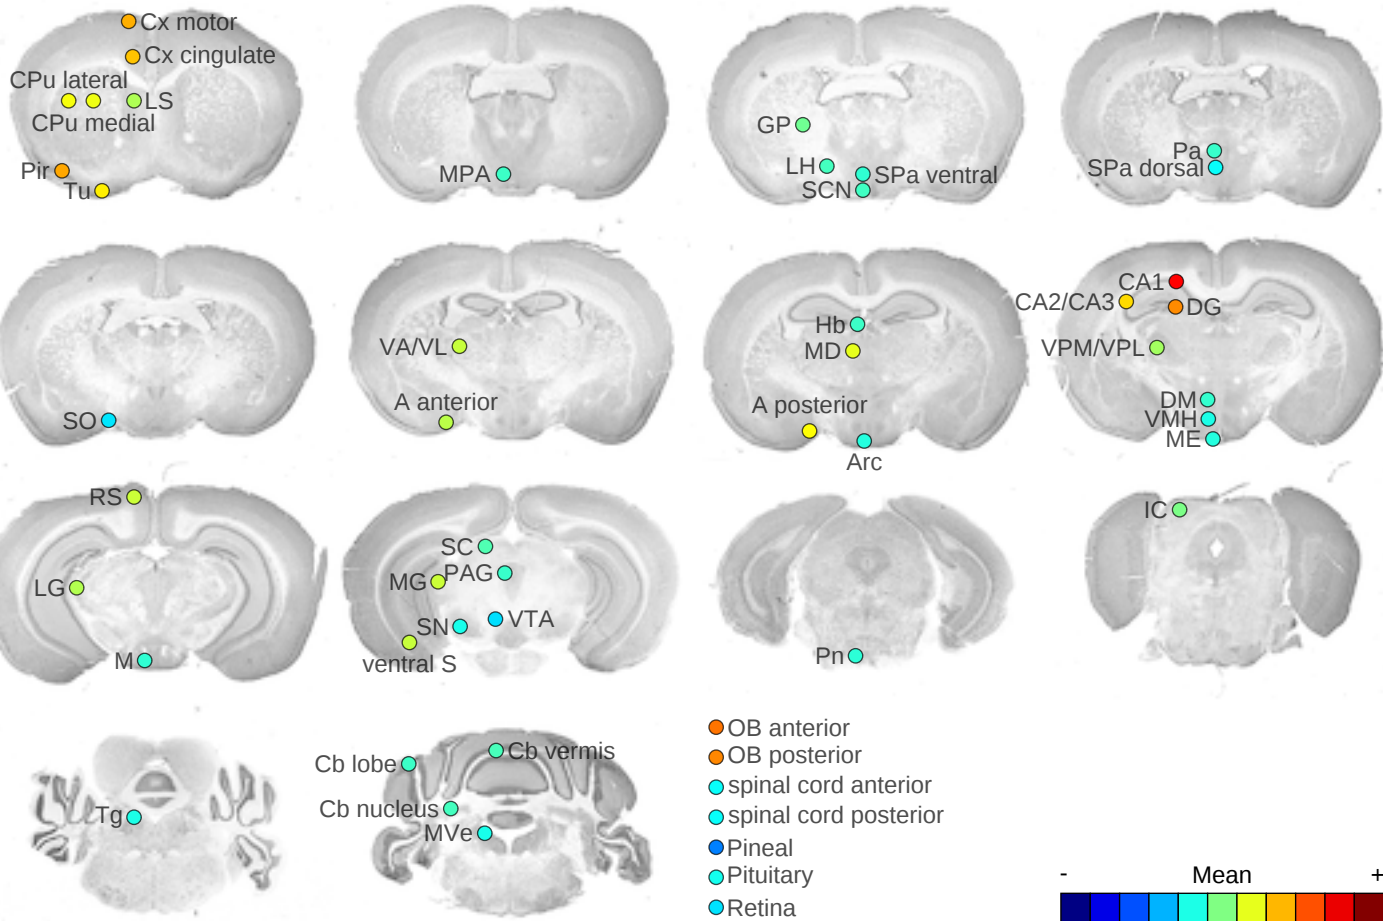 Cx motor
Cx cingulate
CPu lateral
LS
CPu medial
Pir
Tu
MPA
GP
LH
SPa ventral
SCN
Pa
SPa dorsal
SO
VA/VL
A anterior
Hb
MD
A posterior
Arc
CA1
CA2/CA3
DG
VPM/VPL
DM
VMH
ME
RS
LG
M
SC
MG
PAG
SN
VTA
ventral S
Pn
IC
Tg
Cb lobe
Cb vermis
Cb nucleus
MVe
OB anterior
OB posterior
spinal cord anterior
spinal cord posterior
Pineal
Pituitary
Retina
- Mean +